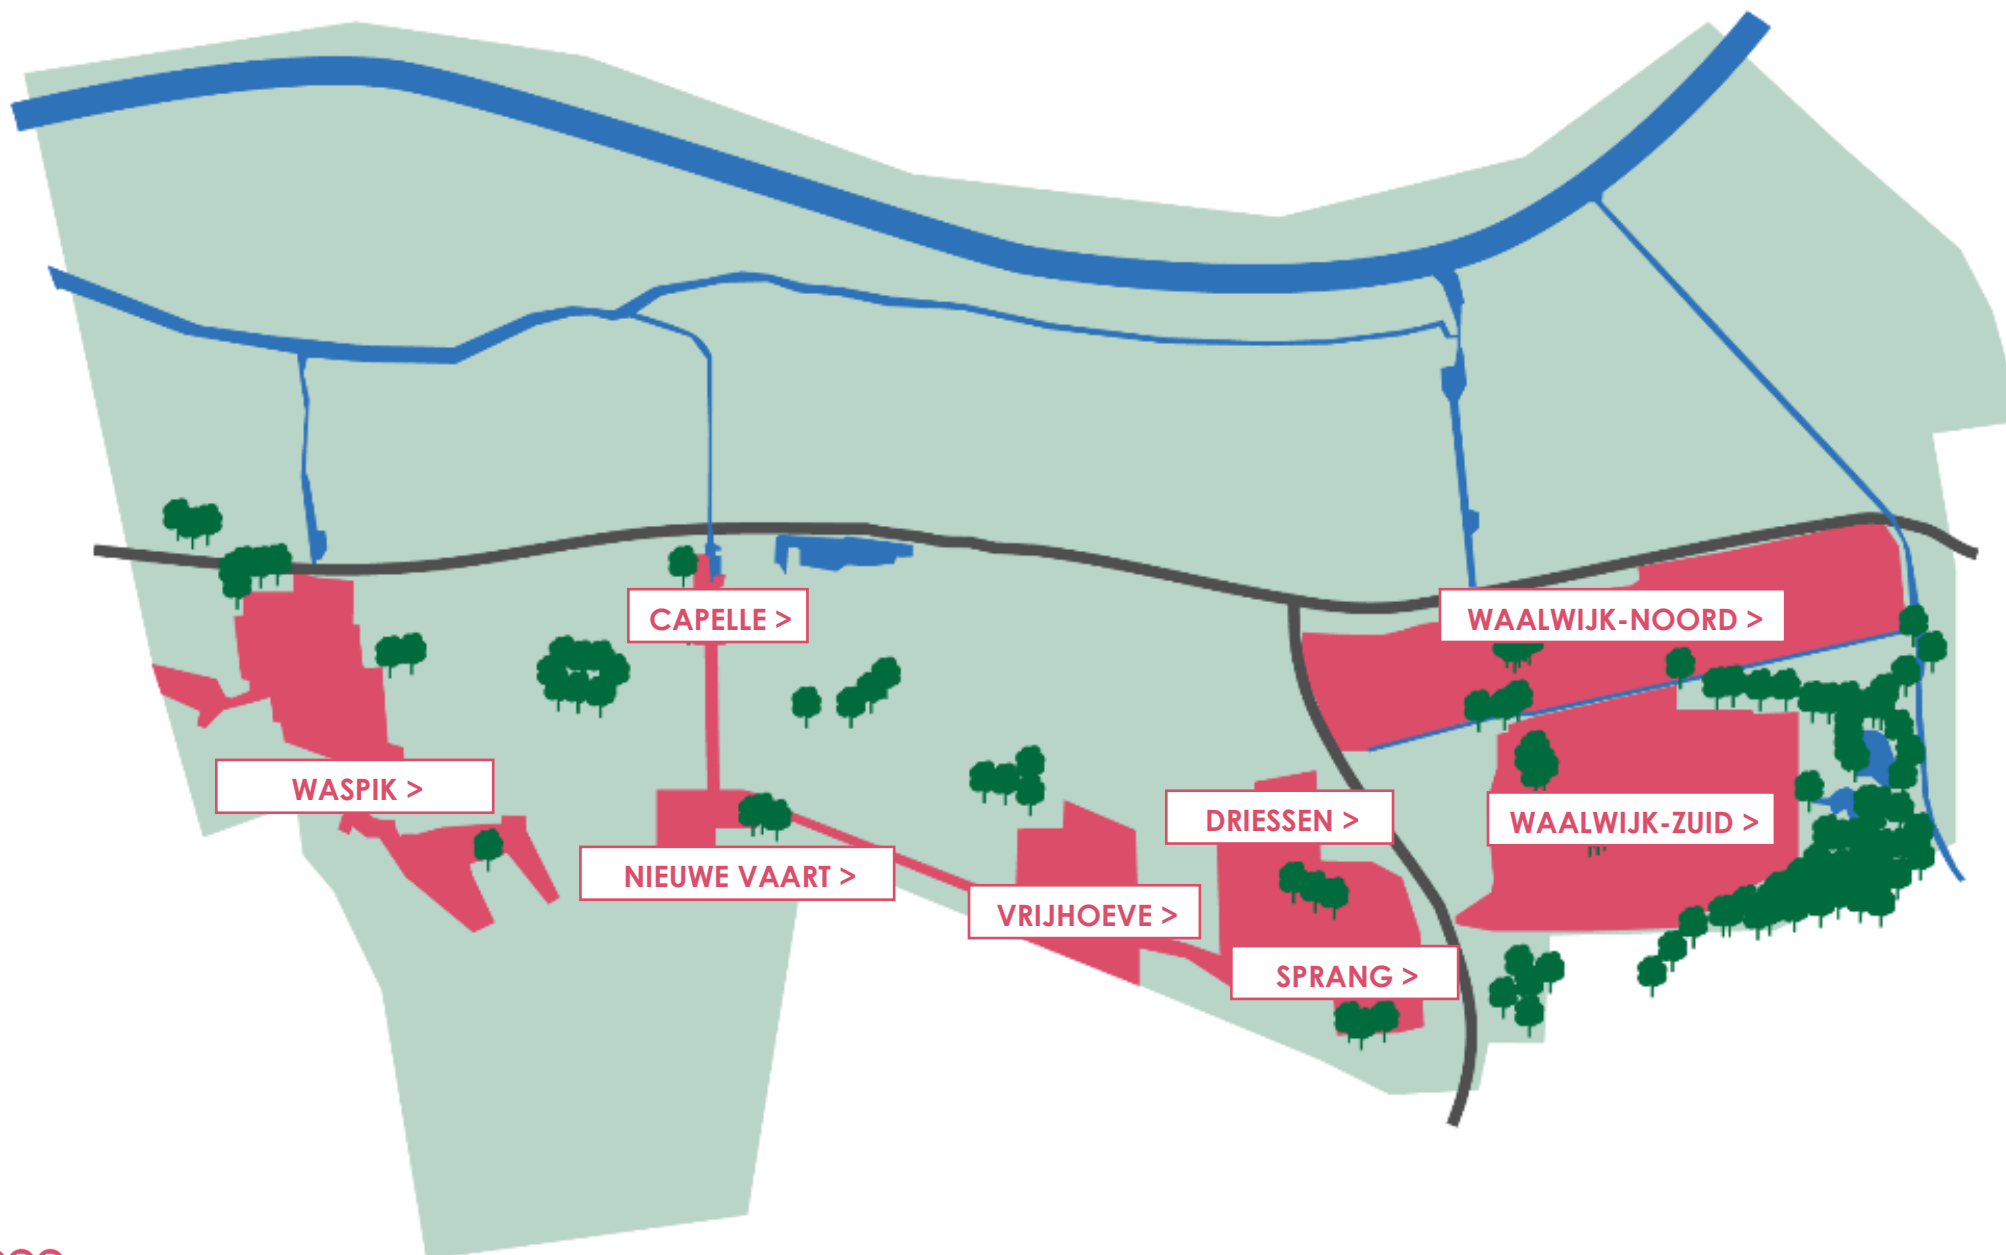 CAPELLE >
WAALWIJK-NOORD >
WASPIK >
DRIESSEN >
WAALWIJK-ZUID >
NIEUWE VAART >
VRIJHOEVE >
SPRANG >